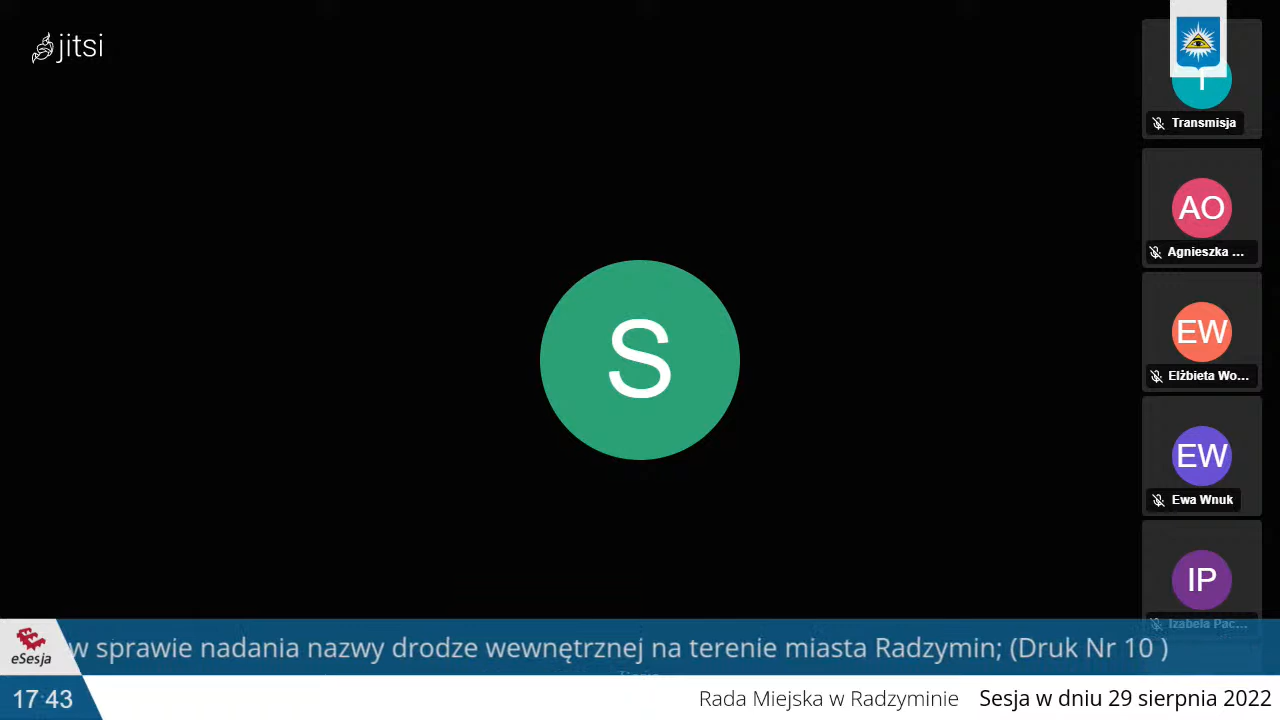 jitsi
Transmisja
AO
Agnieszka ...
EW
Elżbieta Wo...
EW
Ewa Wnuk
IP
Izabela Pac...
S
w sprawie nadania nazwy drodze wewnętrznej na terenie miasta Radzymin; (Druk Nr 10 )
eSesja
17:43
Rada Miejska w Radzyminie Sesja w dniu 29 sierpnia 2022